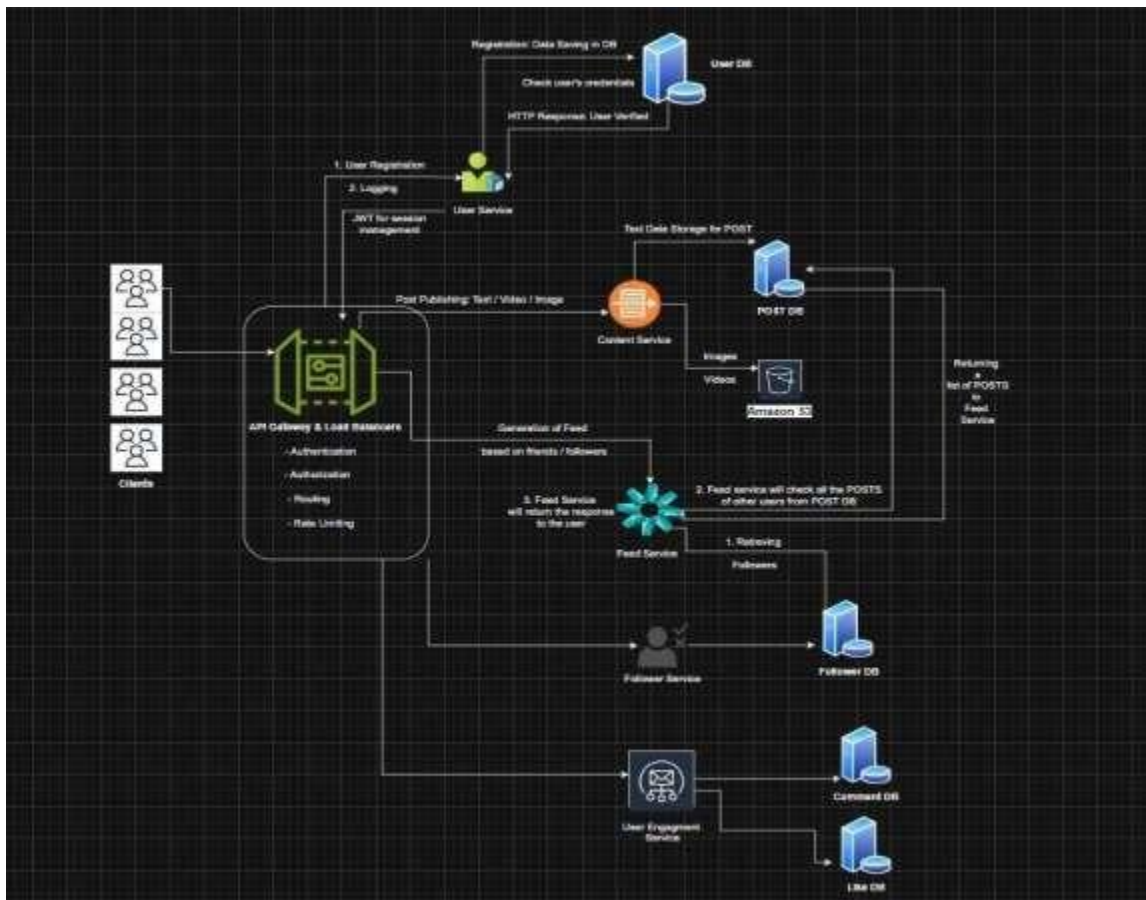 Registration: Data Saving in DB
User DB
Check user's credentials
HTTP Response: User Verified
1. User Registration
2. Logging
User Service
JWT for session
management
Text Data Storage for POST
POST DB
Post Publishing: Text / Video / Image
Content Service
Images
Videos
Amazon S3
Returning
a
list of POSTS
to
Feed
Service
Clients
API Gateway & Load Balancers
- Authentication
- Authorization
- Routing
- Rate Limiting
Generation of Feed
based on friends / followers
3. Feed Service
will return the response
to the user
2. Feed service will check all the POSTS
of other users from POST DB
Feed Service
1. Retrieving
Followers
Follower Service
Follower DB
User Engagment
Service
Comment DB
Like DB